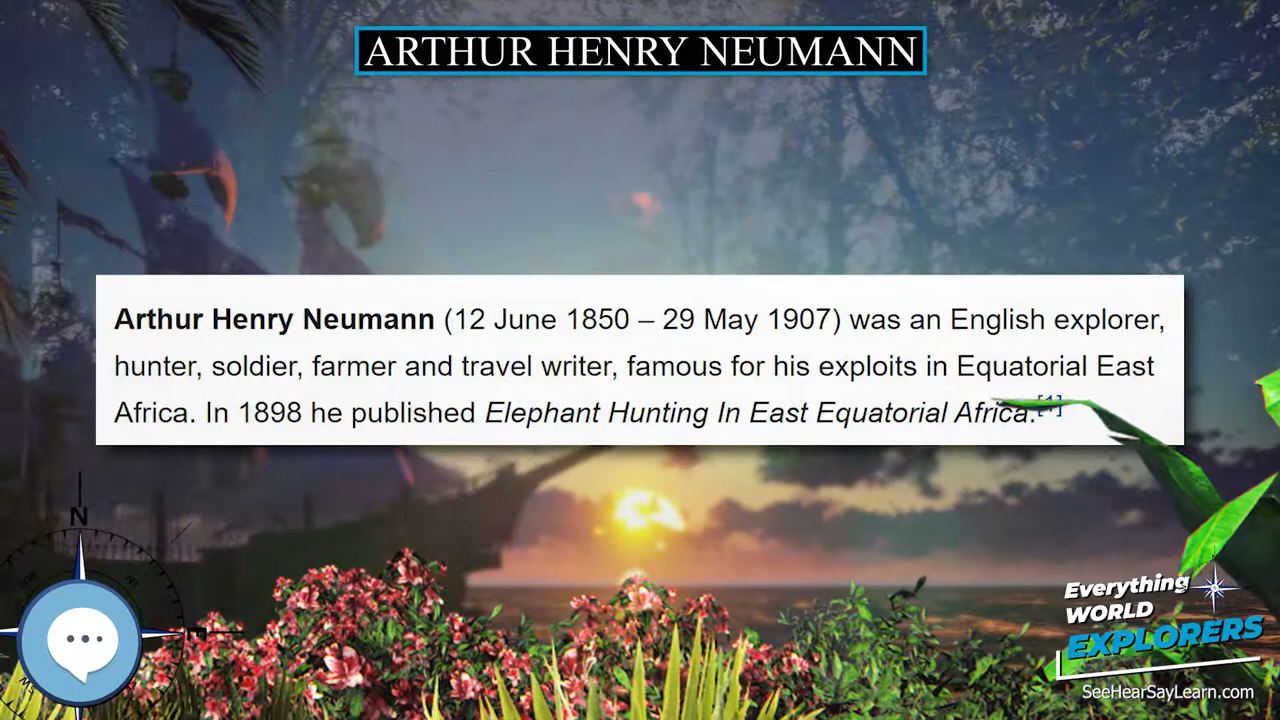 ARTHUR HENRY NEUMANN
Arthur Henry Neumann (12 June 1850 – 29 May 1907) was an English explorer,
hunter, soldier, farmer and travel writer, famous for his exploits in Equatorial East
Africa. In 1898 he published Elephant Hunting In East Equatorial Africa.[1]
N
E
Everything
WORLD
EXPLORERS
SeeHearSayLearn.com